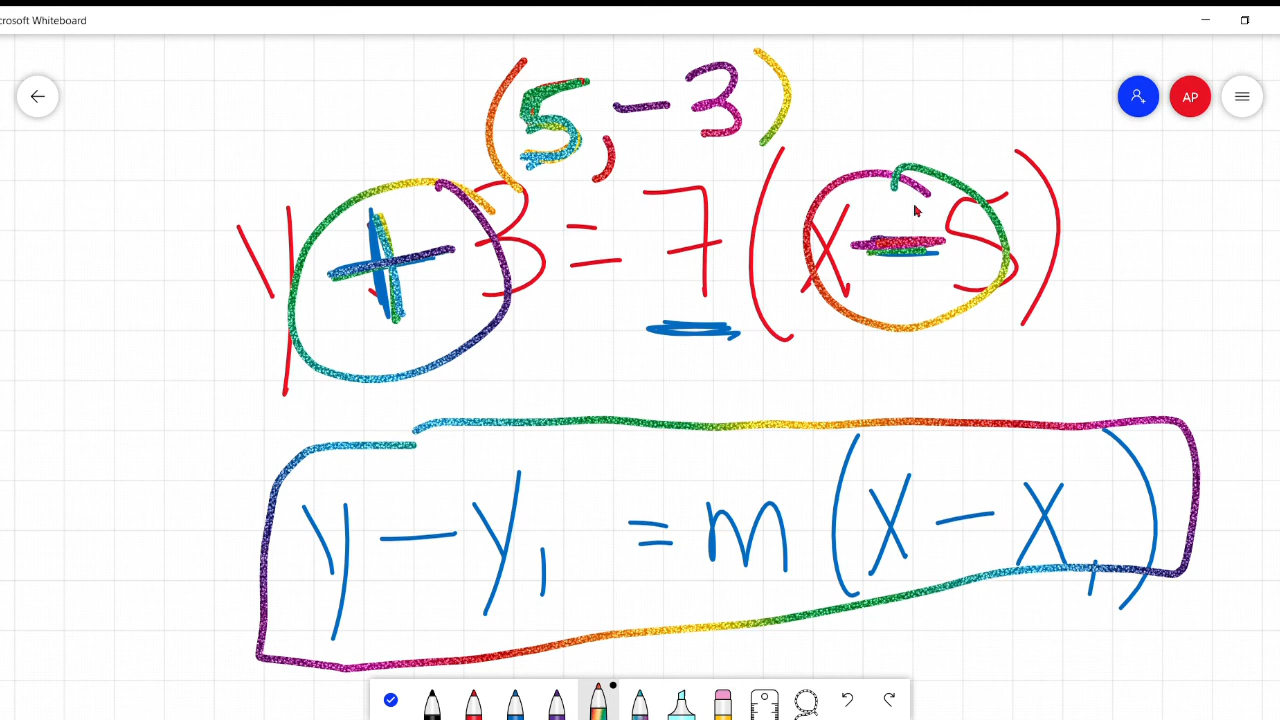 crosoft Whiteboard
AP
(5, -3)
y + 3 = 7(x - 5)
y - y₁ = m(x - x₁)